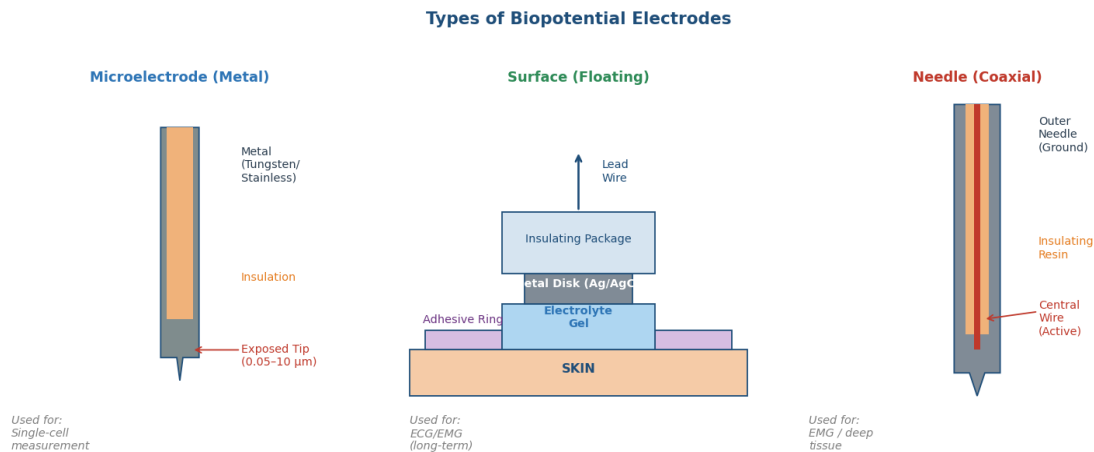 Types of Biopotential Electrodes
Microelectrode (Metal)
Metal
(Tungsten/
Stainless)
Insulation
Exposed Tip
(0.05–10 μm)
Used for:
Single-cell
measurement
Surface (Floating)
Lead
Wire
Insulating Package
etal Disk (Ag/AgC
Electrolyte
Gel
Adhesive Ring
SKIN
Used for:
ECG/EMG
(long-term)
Needle (Coaxial)
Outer
Needle
(Ground)
Insulating
Resin
Central
Wire
(Active)
Used for:
EMG / deep
tissue